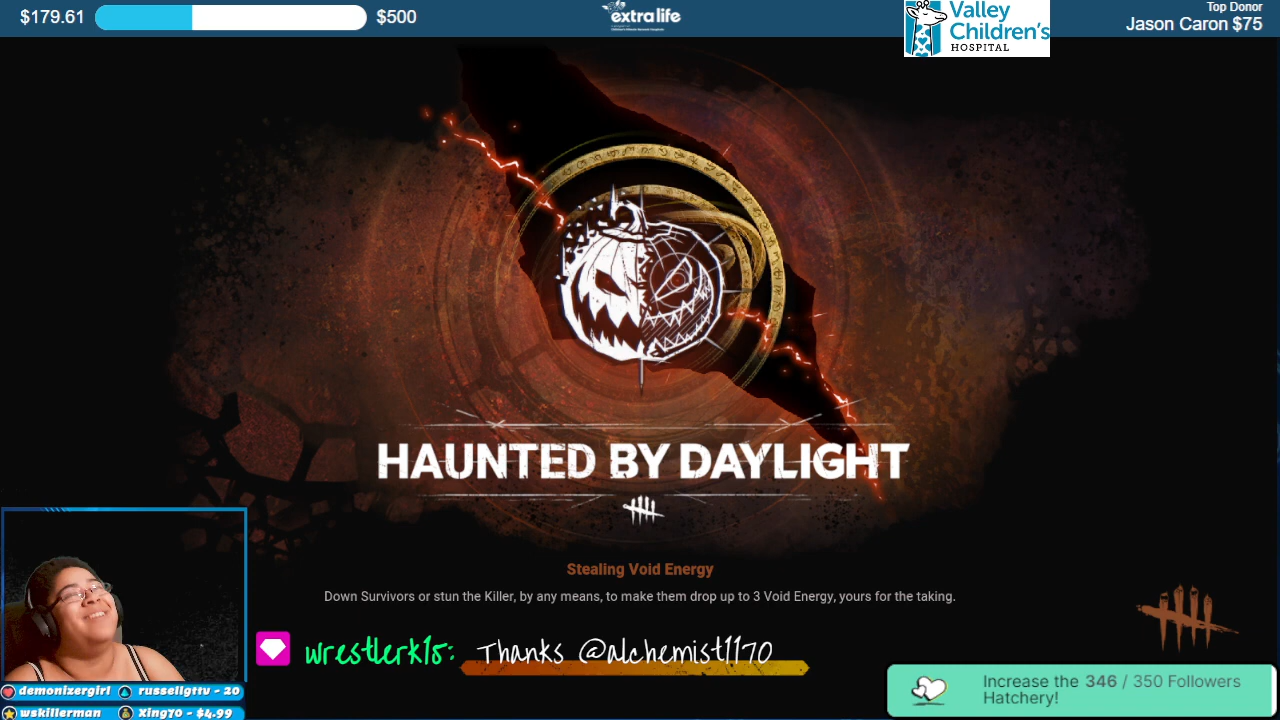 $179.61
$500
extralife
Valley
Children's
HOSPITAL
Top Donor
Jason Caron $75
HAUNTED BY DAYLIGHT
Stealing Void Energy
Down Survivors or stun the Killer, by any means, to make them drop up to 3 Void Energy, yours for the taking.
wrestlerk15: Thanks @alchemist1170
Increase the 346 / 350 Followers
Hatchery!
demonizergirl russellgttv - 20
wskillerman Xing70 - $4.99